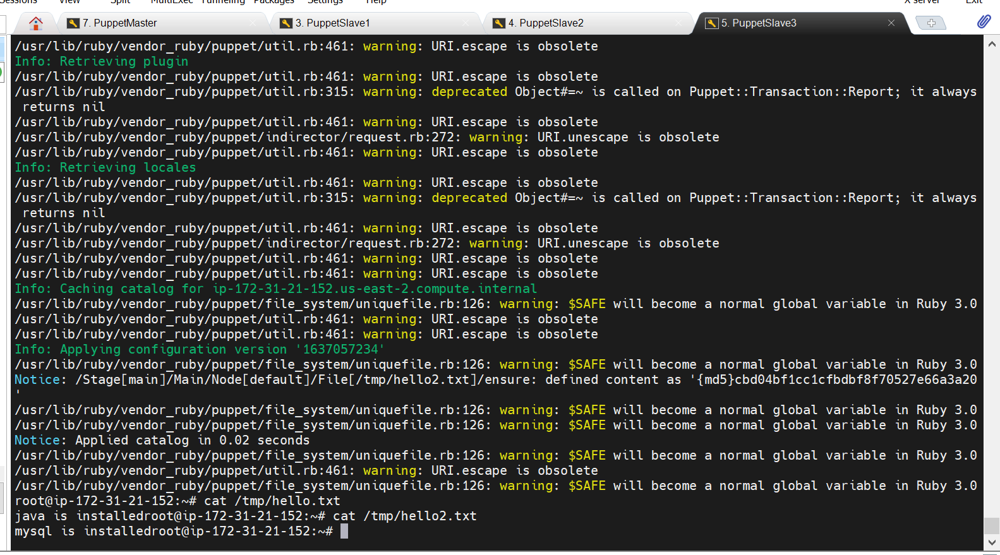 Sessions View Split MultiExec Tunneling Packages Settings Help X server Exit
7. PuppetMaster 3. PuppetSlave1 4. PuppetSlave2 5. PuppetSlave3
/usr/lib/ruby/vendor_ruby/puppet/util.rb:461: warning: URI.escape is obsolete
Info: Retrieving plugin
/usr/lib/ruby/vendor_ruby/puppet/util.rb:461: warning: URI.escape is obsolete
/usr/lib/ruby/vendor_ruby/puppet/util.rb:315: warning: deprecated Object#=~ is called on Puppet::Transaction::Report; it always
returns nil
/usr/lib/ruby/vendor_ruby/puppet/util.rb:461: warning: URI.escape is obsolete
/usr/lib/ruby/vendor_ruby/puppet/indirector/request.rb:272: warning: URI.unescape is obsolete
/usr/lib/ruby/vendor_ruby/puppet/util.rb:461: warning: URI.escape is obsolete
Info: Retrieving locales
/usr/lib/ruby/vendor_ruby/puppet/util.rb:461: warning: URI.escape is obsolete
/usr/lib/ruby/vendor_ruby/puppet/util.rb:315: warning: deprecated Object#=~ is called on Puppet::Transaction::Report; it always
returns nil
/usr/lib/ruby/vendor_ruby/puppet/util.rb:461: warning: URI.escape is obsolete
/usr/lib/ruby/vendor_ruby/puppet/indirector/request.rb:272: warning: URI.unescape is obsolete
/usr/lib/ruby/vendor_ruby/puppet/util.rb:461: warning: URI.escape is obsolete
/usr/lib/ruby/vendor_ruby/puppet/util.rb:461: warning: URI.escape is obsolete
Info: Caching catalog for ip-172-31-21-152.us-east-2.compute.internal
/usr/lib/ruby/vendor_ruby/puppet/file_system/uniquefile.rb:126: warning: $SAFE will become a normal global variable in Ruby 3.0
/usr/lib/ruby/vendor_ruby/puppet/util.rb:461: warning: URI.escape is obsolete
/usr/lib/ruby/vendor_ruby/puppet/util.rb:461: warning: URI.escape is obsolete
Info: Applying configuration version '1637057234'
/usr/lib/ruby/vendor_ruby/puppet/file_system/uniquefile.rb:126: warning: $SAFE will become a normal global variable in Ruby 3.0
Notice: /Stage[main]/Main/Node[default]/File[/tmp/hello2.txt]/ensure: defined content as '{md5}cbd04bf1cc1cfbdbf8f70527e66a3a20
'
/usr/lib/ruby/vendor_ruby/puppet/file_system/uniquefile.rb:126: warning: $SAFE will become a normal global variable in Ruby 3.0
/usr/lib/ruby/vendor_ruby/puppet/file_system/uniquefile.rb:126: warning: $SAFE will become a normal global variable in Ruby 3.0
Notice: Applied catalog in 0.02 seconds
/usr/lib/ruby/vendor_ruby/puppet/file_system/uniquefile.rb:126: warning: $SAFE will become a normal global variable in Ruby 3.0
/usr/lib/ruby/vendor_ruby/puppet/util.rb:461: warning: URI.escape is obsolete
/usr/lib/ruby/vendor_ruby/puppet/file_system/uniquefile.rb:126: warning: $SAFE will become a normal global variable in Ruby 3.0
root@ip-172-31-21-152:~# cat /tmp/hello.txt
java is installedroot@ip-172-31-21-152:~# cat /tmp/hello2.txt
mysql is installedroot@ip-172-31-21-152:~#